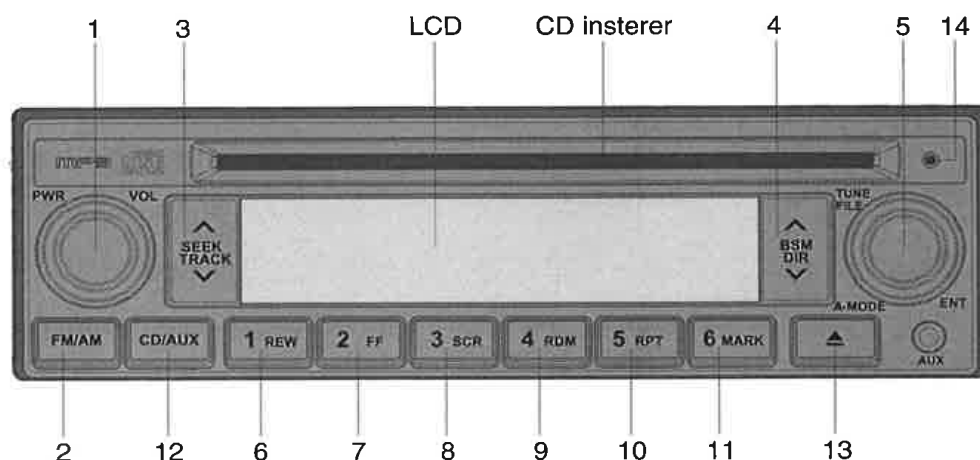 1 3 LCD CD insterer 4 5 14
MP3
PWR VOL
TUNE
FILE
SEEK
TRACK
BSM
DIR
A-MODE ENT
FM/AM CD/AUX 1 REW 2 FF 3 SCR 4 RDM 5 RPT 6 MARK
AUX
2 12 6 7 8 9 10 11 13